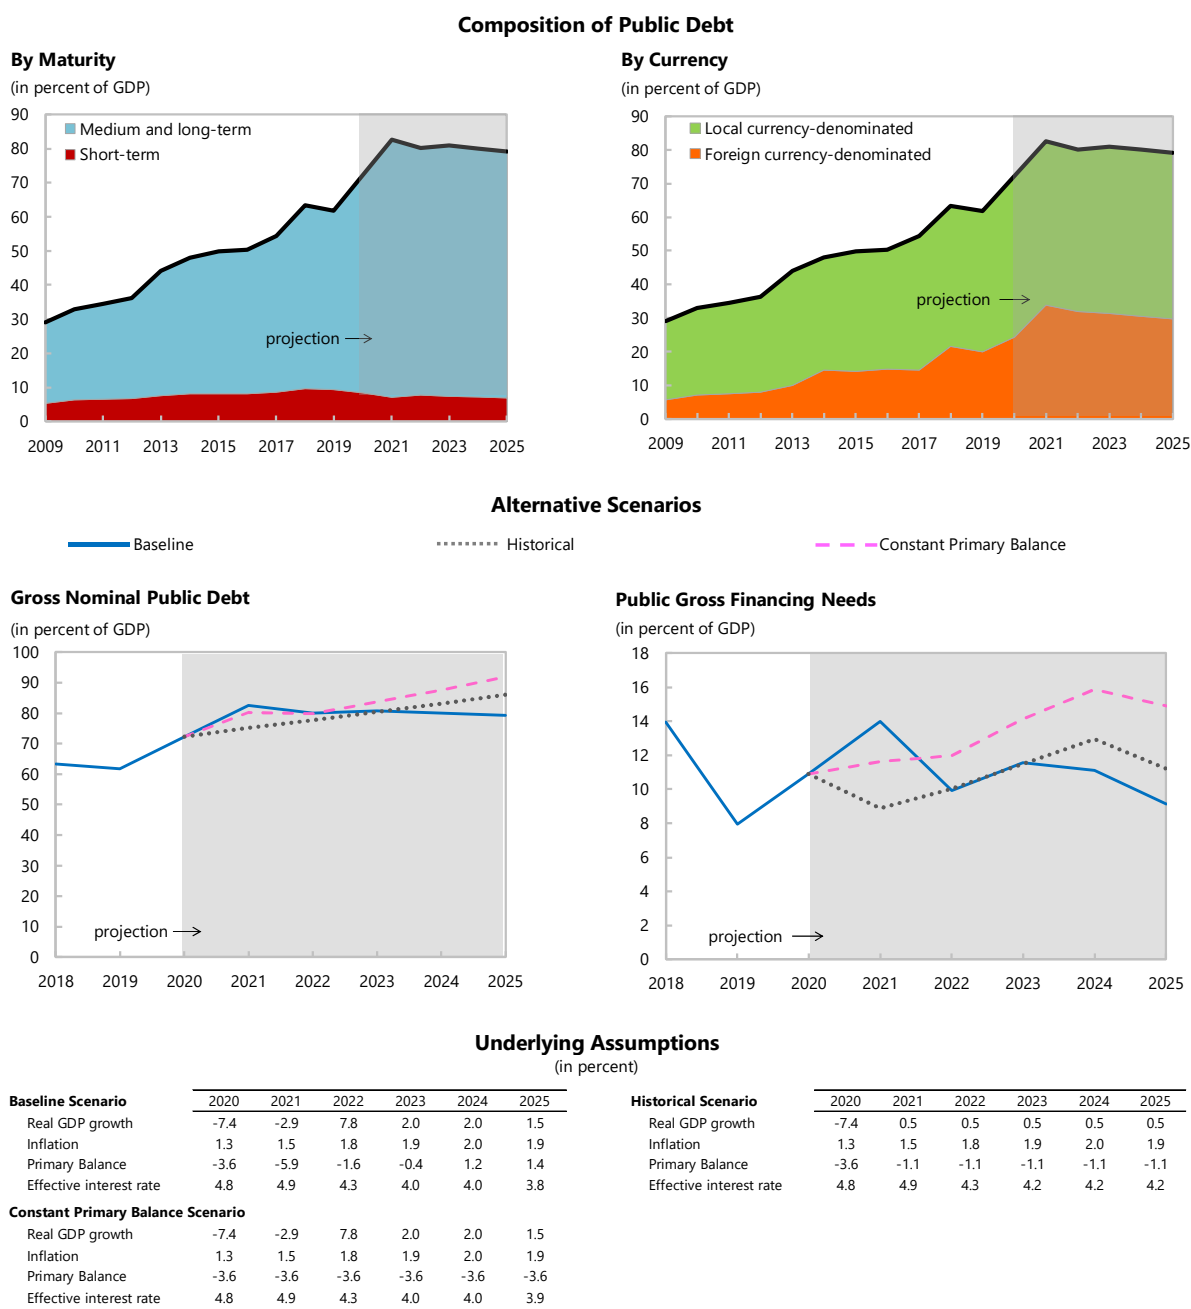 Composition of Public Debt
By Maturity
(in percent of GDP)
90
80
70
60
50
40
30
20
10
0
Medium and long-term
Short-term
projection
2009 2011 2013 2015 2017 2019 2021 2023 2025
By Currency
(in percent of GDP)
90
80
70
60
50
40
30
20
10
0
Local currency-denominated
Foreign currency-denominated
projection
2009 2011 2013 2015 2017 2019 2021 2023 2025
Alternative Scenarios
Baseline Historical Constant Primary Balance
Gross Nominal Public Debt
(in percent of GDP)
100
90
80
70
60
50
40
30
20
10
0
projection
2018 2019 2020 2021 2022 2023 2024 2025
Public Gross Financing Needs
(in percent of GDP)
18
16
14
12
10
8
6
4
2
0
projection
2018 2019 2020 2021 2022 2023 2024 2025
Underlying Assumptions
(in percent)
Baseline Scenario 2020 2021 2022 2023 2024 2025
Real GDP growth -7.4 -2.9 7.8 2.0 2.0 1.5
Inflation 1.3 1.5 1.8 1.9 2.0 1.9
Primary Balance -3.6 -5.9 -1.6 -0.4 1.2 1.4
Effective interest rate 4.8 4.9 4.3 4.0 4.0 3.8
Constant Primary Balance Scenario
Real GDP growth -7.4 -2.9 7.8 2.0 2.0 1.5
Inflation 1.3 1.5 1.8 1.9 2.0 1.9
Primary Balance -3.6 -3.6 -3.6 -3.6 -3.6 -3.6
Effective interest rate 4.8 4.9 4.3 4.0 4.0 3.9
Historical Scenario 2020 2021 2022 2023 2024 2025
Real GDP growth -7.4 0.5 0.5 0.5 0.5 0.5
Inflation 1.3 1.5 1.8 1.9 2.0 1.9
Primary Balance -3.6 -1.1 -1.1 -1.1 -1.1 -1.1
Effective interest rate 4.8 4.9 4.3 4.2 4.2 4.2